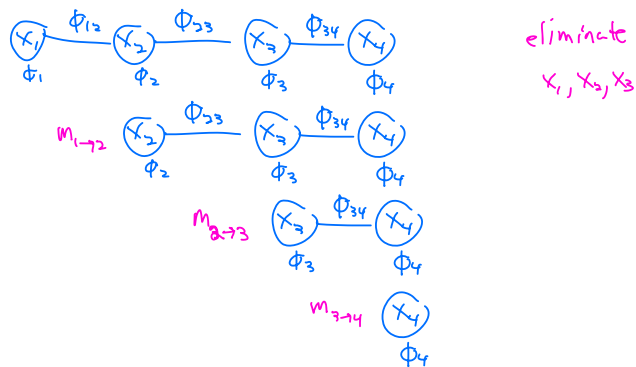 ϕ₁₂ ϕ₂₃ ϕ₃₄
x₁ x₂ x₃ x₄ eliminate
ϕ₁ ϕ₂ ϕ₃ ϕ₄ x₁, x₂, x₃
ϕ₂₃ ϕ₃₄
m₁→₂ x₂ x₃ x₄
ϕ₂ ϕ₃ ϕ₄
ϕ₃₄
m₂→₃ x₃ x₄
ϕ₃ ϕ₄
m₃→₄ x₄
ϕ₄